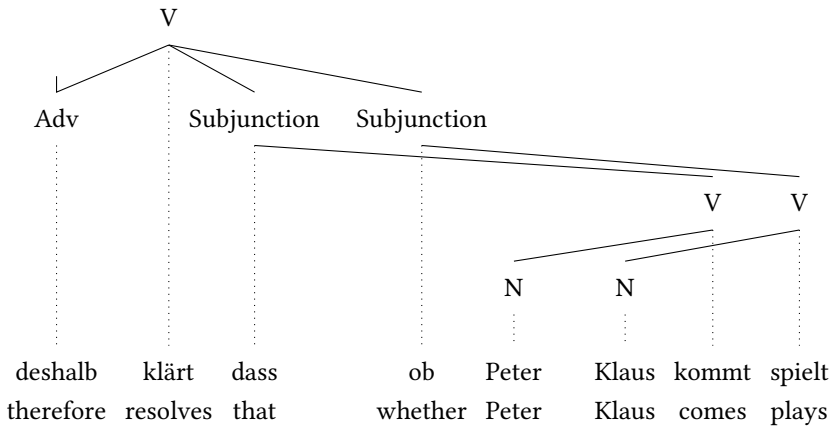 V
Adv Subjunction Subjunction
V V
N N
deshalb klärt dass ob Peter Klaus kommt spielt
therefore resolves that whether Peter Klaus comes plays